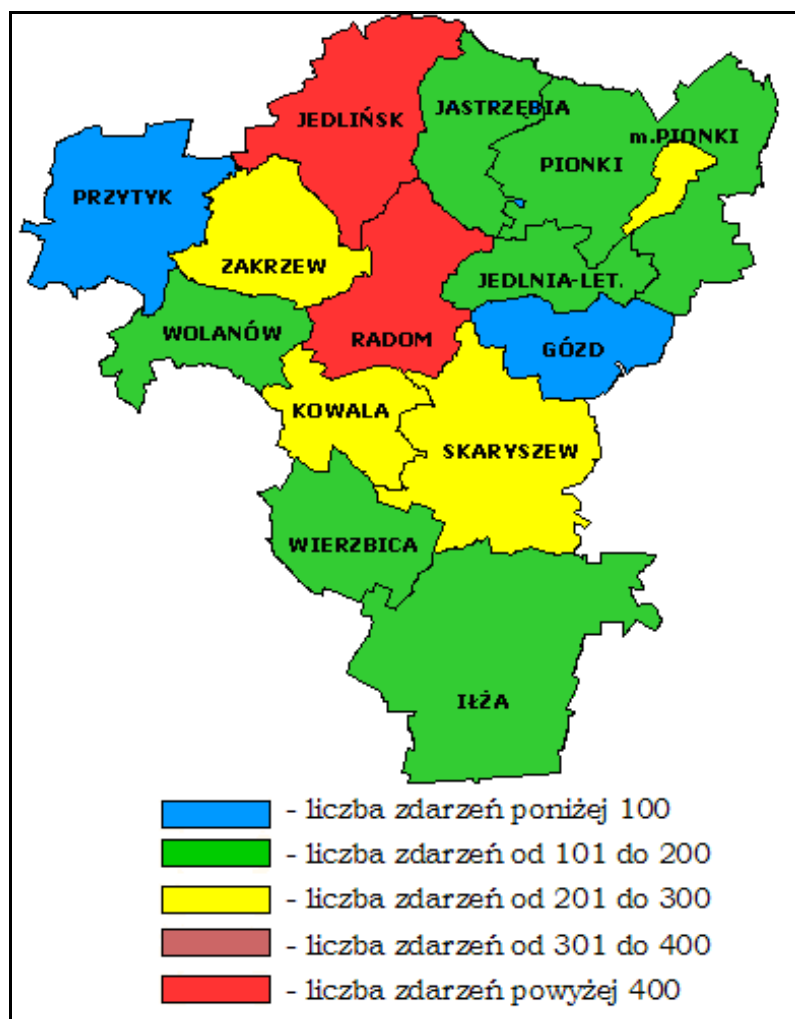 JEDLIŃSK
JASTRZĘBIA
m.PIONKI
PIONKI
PRZYTYK
ZAKRZEW
JEDLNIA-LET.
WOLANÓW
RADOM
GÓZD
KOWALA
SKARYSZEW
WIERZBICA
IŁŻA
- liczba zdarzeń poniżej 100
- liczba zdarzeń od 101 do 200
- liczba zdarzeń od 201 do 300
- liczba zdarzeń od 301 do 400
- liczba zdarzeń powyżej 400